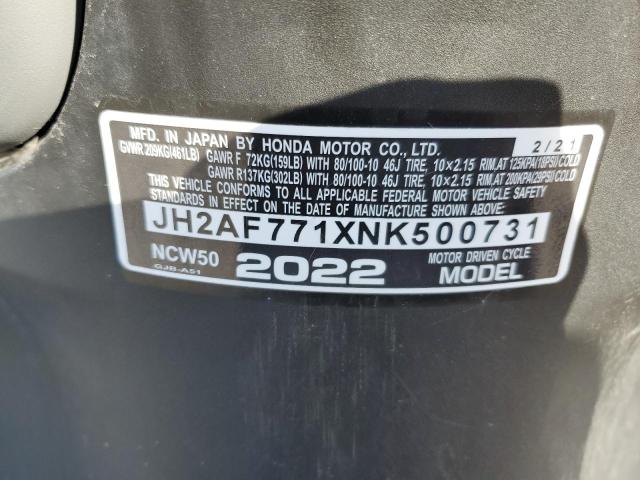 MFD. IN JAPAN BY HONDA MOTOR CO., LTD. 2/21
GVWR 209KG(461LB) GAWR F 72KG(159LB) WITH 80/100-10 46J TIRE, 10×2.15 RIM, AT 125KPA(18PSI)COLD
GAWR R137KG(302LB) WITH 80/100-10 46J TIRE, 10×2.15 RIM, AT 200KPA(29PSI)COLD
THIS VEHICLE CONFORMS TO ALL APPLICABLE FEDERAL MOTOR VEHICLE SAFETY
STANDARDS IN EFFECT ON THE DATE OF MANUFACTURE SHOWN ABOVE.
JH2AF771XNK500731
NCW50 2022 MOTOR DRIVEN CYCLE
GJB-A51 MODEL